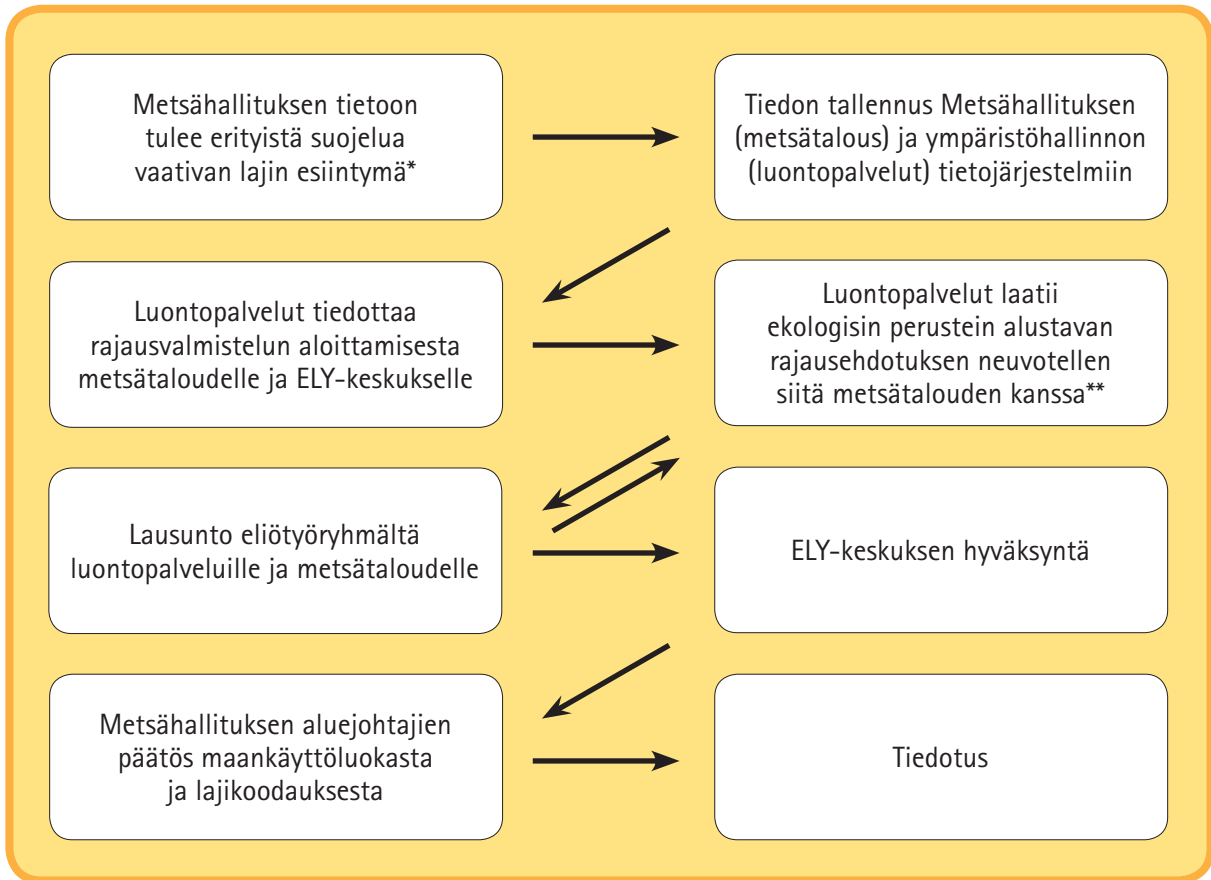 Metsähallituksen tietoon
tulee erityistä suojelua
vaativan lajin esiintymä*
Tiedon tallennus Metsähallituksen
(metsätalous) ja ympäristöhallinnon
(luontopalvelut) tietojärjestelmiin
Luontopalvelut tiedottaa
rajausvalmistelun aloittamisesta
metsätaloudelle ja ELY-keskukselle
Luontopalvelut laatii
ekologisin perustein alustavan
rajausehdotuksen neuvotellen
siitä metsätalouden kanssa**
Lausunto eliötyöryhmältä
luontopalveluille ja metsätaloudelle
ELY-keskuksen hyväksyntä
Metsähallituksen aluejohtajien
päätös maankäyttöluokasta
ja lajikoodauksesta
Tiedotus